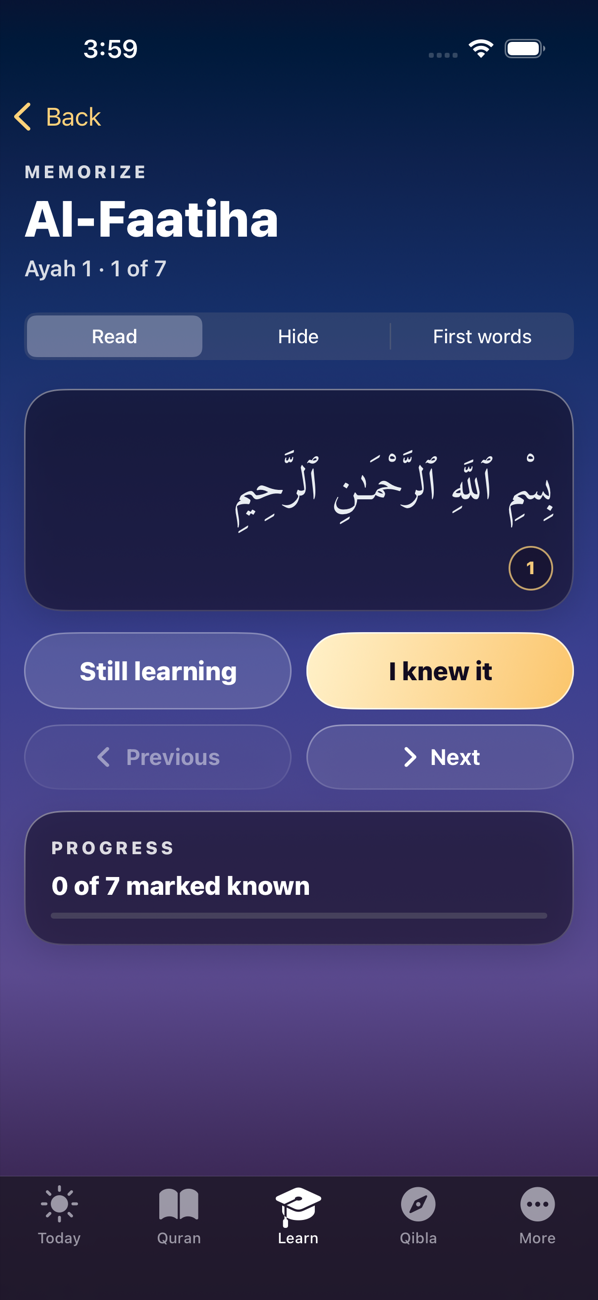 3:59
Back
MEMORIZE
Al-Faatiha
Ayah 1 · 1 of 7
Read
Hide
First words
بِسْمِ ٱللَّهِ ٱلرَّحْمَـٰنِ ٱلرَّحِيمِ
1
Still learning
I knew it
Previous
Next
PROGRESS
0 of 7 marked known
Today
Quran
Learn
Qibla
More